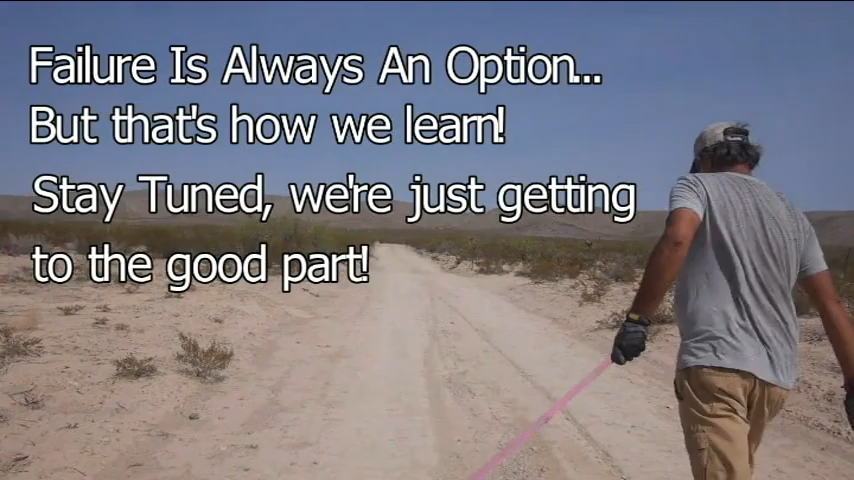 Failure Is Always An Option...
But that's how we learn!
Stay Tuned, we're just getting
to the good part!